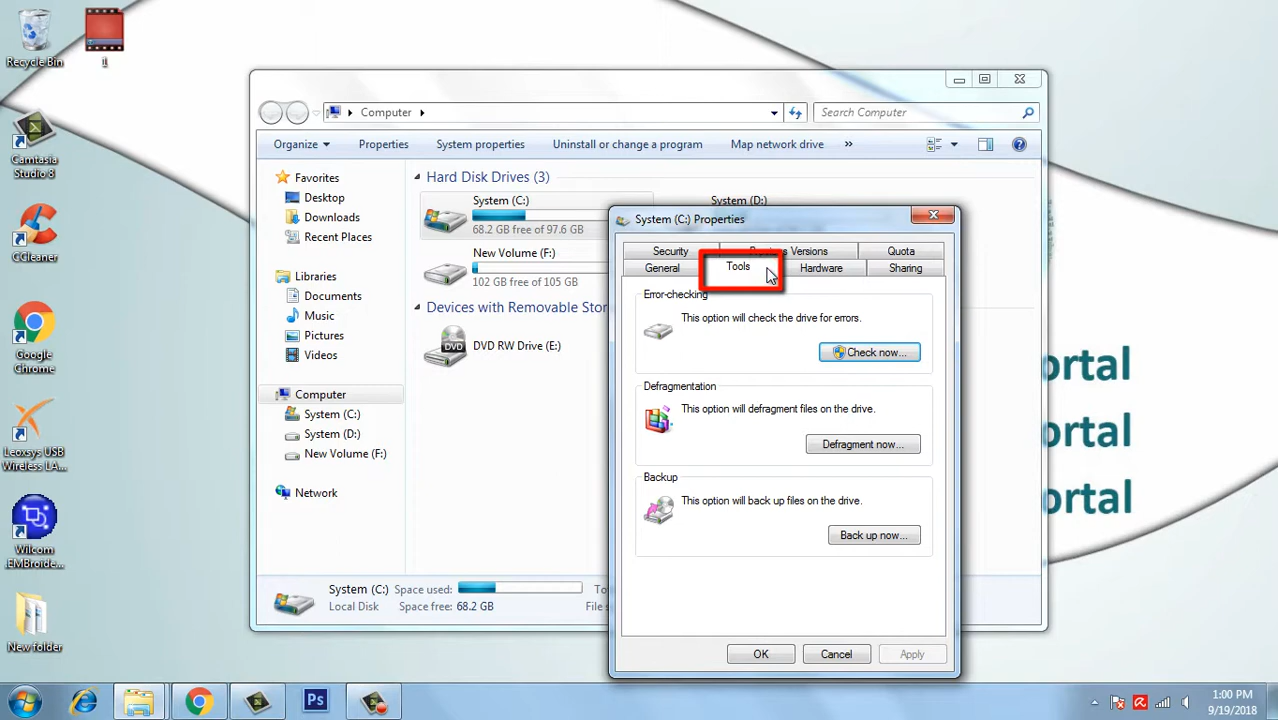 Recycle Bin
1
Camtasia
Studio 8
CCleaner
Google
Chrome
Leoxsys USB
Wireless LA...
Wilcom
.EMBroide...
New folder
Computer
Search Computer
Organize
Properties
System properties
Uninstall or change a program
Map network drive
»
Favorites
Desktop
Downloads
Recent Places
Libraries
Documents
Music
Pictures
Videos
Computer
System (C:)
System (D:)
New Volume (F:)
Network
Hard Disk Drives (3)
System (C:)
68.2 GB free of 97.6 GB
System (D:)
New Volume (F:)
102 GB free of 105 GB
Devices with Removable Stor
DVD
DVD RW Drive (E:)
System (C:) Space used:
Local Disk Space free: 68.2 GB
File s
System (C:) Properties
Security
Versions
Quota
General
Tools
Hardware
Sharing
Error-checking
This option will check the drive for errors.
Check now...
Defragmentation
This option will defragment files on the drive.
Defragment now...
Backup
This option will back up files on the drive.
Back up now...
OK
Cancel
Apply
ortal
ortal
ortal
Ps
1:00 PM
9/19/2018